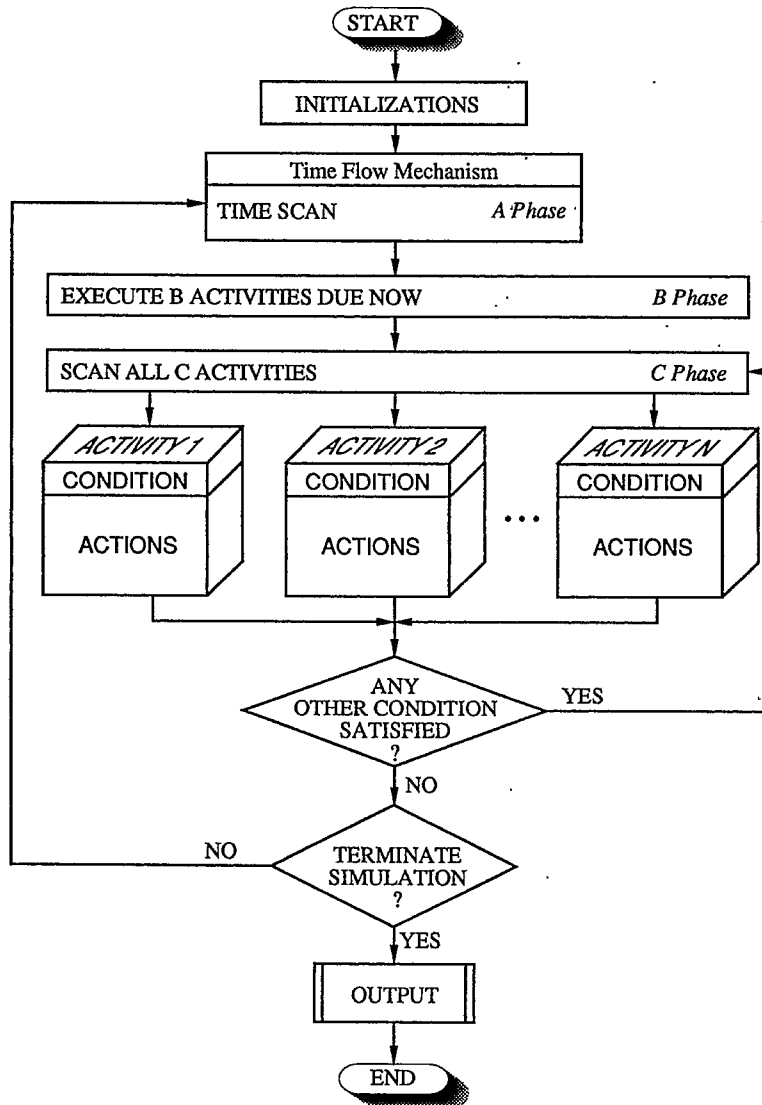 START
INITIALIZATIONS
Time Flow Mechanism
TIME SCAN A Phase
EXECUTE B ACTIVITIES DUE NOW B Phase
SCAN ALL C ACTIVITIES C Phase
ACTIVITY 1
CONDITION
ACTIONS
ACTIVITY 2
CONDITION
ACTIONS
...
ACTIVITY N
CONDITION
ACTIONS
ANY
OTHER CONDITION
SATISFIED
?
YES
NO
TERMINATE
SIMULATION
?
NO
YES
OUTPUT
END